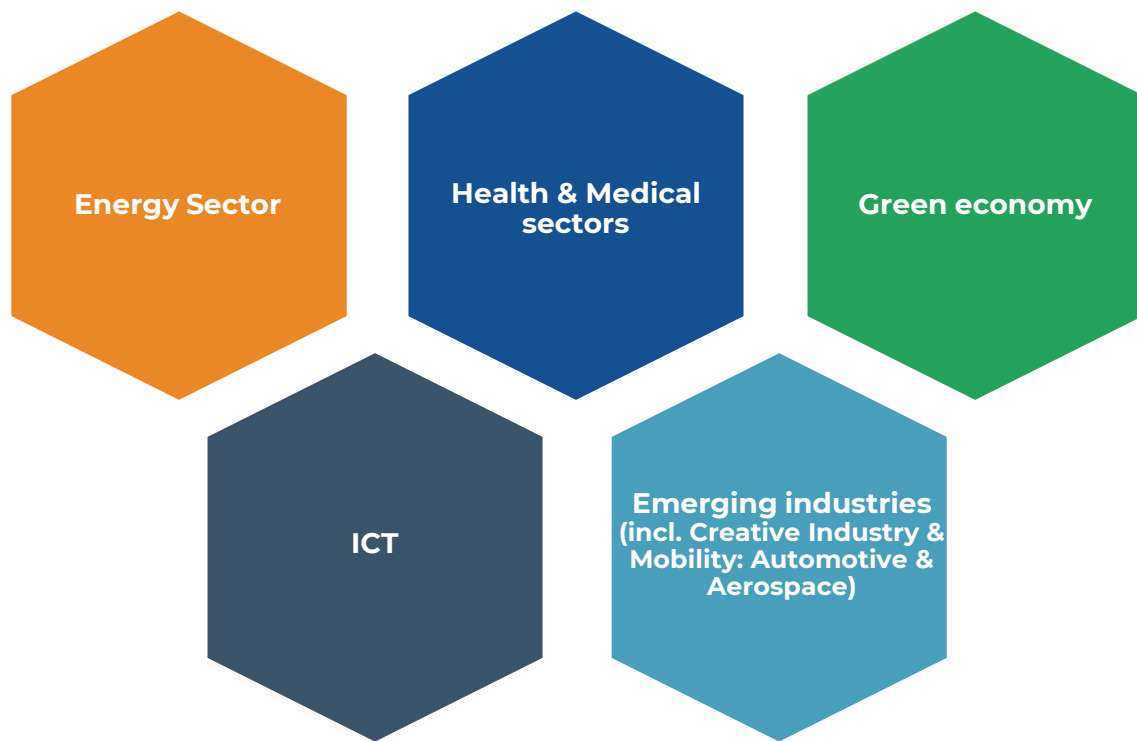 Energy Sector
Health & Medical
sectors
Green economy
ICT
Emerging industries
(incl. Creative Industry &
Mobility: Automotive &
Aerospace)